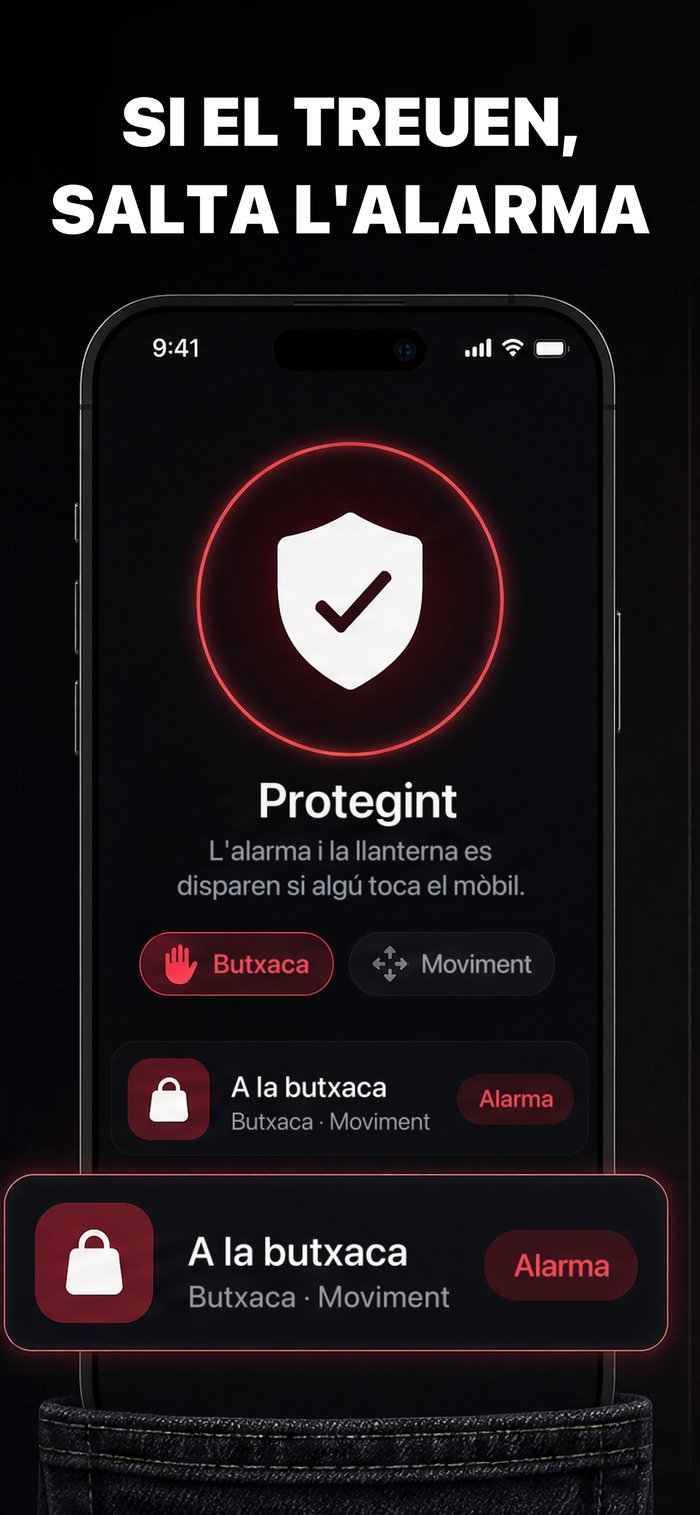 SI EL TREUEN,
SALTA L'ALARMA
9:41
Protegint
L'alarma i la llanterna es
disparen si algú toca el mòbil.
Butxaca
Moviment
A la butxaca
Butxaca · Moviment
Alarma
A la butxaca
Butxaca · Moviment
Alarma